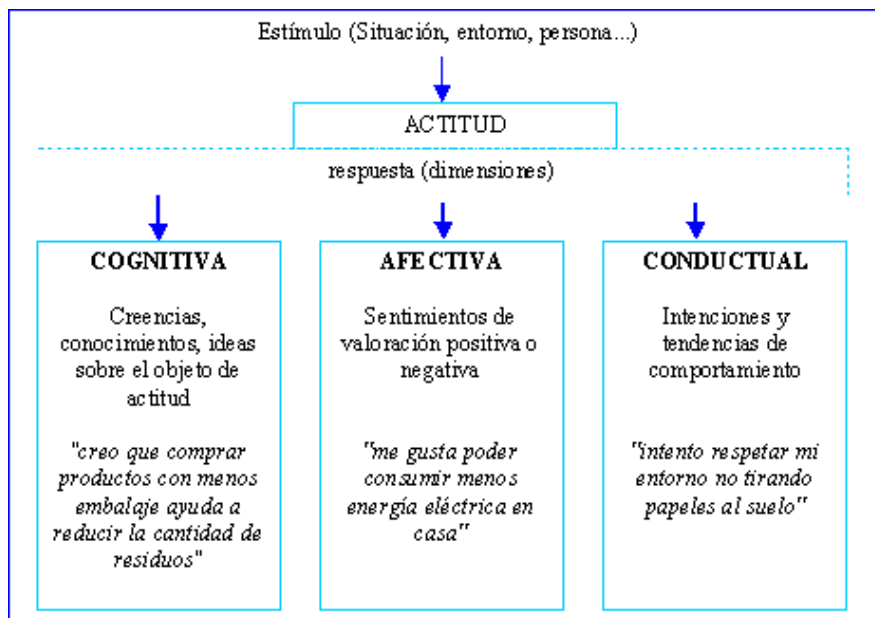 Estímulo (Situación, entorno, persona...)
ACTITUD
respuesta (dimensiones)
COGNITIVA
Creencias,
conocimientos, ideas
sobre el objeto de
actitud
"creo que comprar
productos con menos
embalaje ayuda a
reducir la cantidad de
residuos"
AFECTIVA
Sentimientos de
valoración positiva o
negativa
"me gusta poder
consumir menos
energía eléctrica en
casa"
CONDUCTUAL
Intenciones y
tendencias de
comportamiento
"intento respetar mi
entorno no tirando
papeles al suelo"